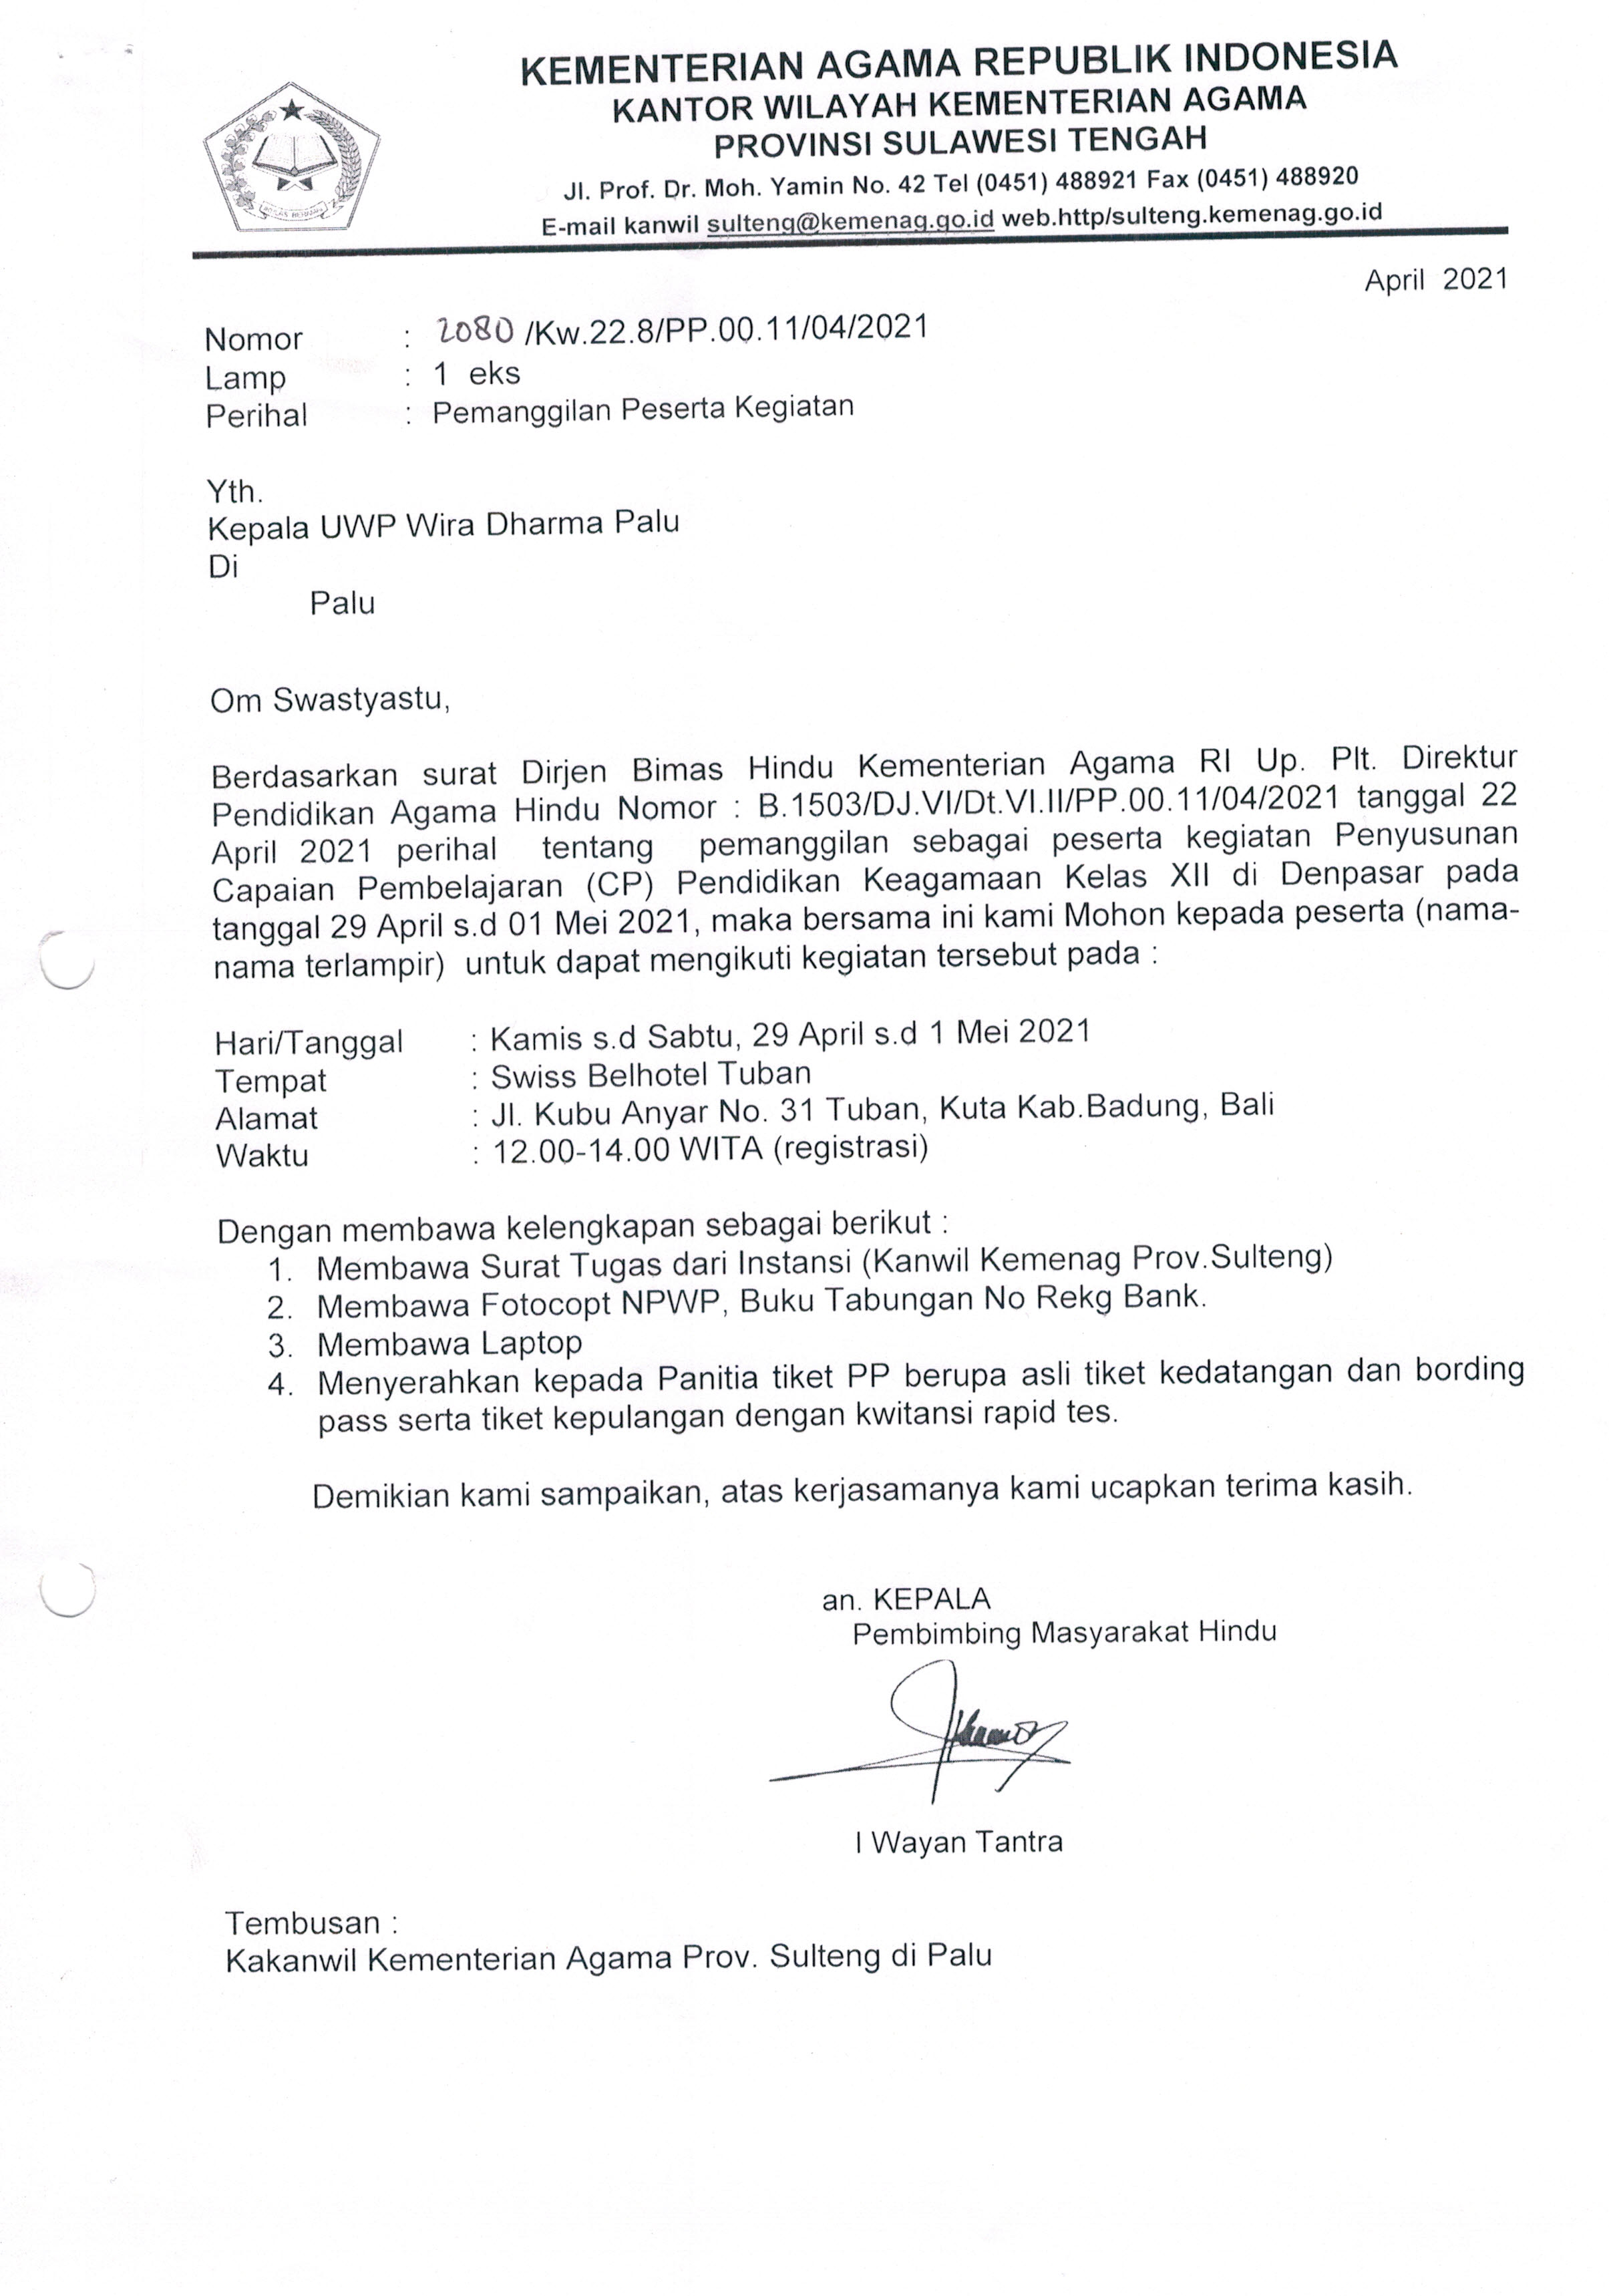 KEMENTERIAN AGAMA REPUBLIK INDONESIA
KANTOR WILAYAH KEMENTERIAN AGAMA
PROVINSI SULAWESI TENGAH
Jl. Prof. Dr. Moh. Yamin No. 42 Tel (0451) 488921 Fax (0451) 488920
E-mail kanwil sulteng@kemenag.go.id web.http/sulteng.kemenag.go.id
April 2021
Nomor : 2080 /Kw.22.8/PP.00.11/04/2021
Lamp : 1 eks
Perihal : Pemanggilan Peserta Kegiatan
Yth.
Kepala UWP Wira Dharma Palu
Di
Palu
Om Swastyastu,
Berdasarkan surat Dirjen Bimas Hindu Kementerian Agama RI Up. Plt. Direktur
Pendidikan Agama Hindu Nomor : B.1503/DJ.VI/Dt.VI.II/PP.00.11/04/2021 tanggal 22
April 2021 perihal tentang pemanggilan sebagai peserta kegiatan Penyusunan
Capaian Pembelajaran (CP) Pendidikan Keagamaan Kelas XII di Denpasar pada
tanggal 29 April s.d 01 Mei 2021, maka bersama ini kami Mohon kepada peserta (nama-
nama terlampir) untuk dapat mengikuti kegiatan tersebut pada :
Hari/Tanggal : Kamis s.d Sabtu, 29 April s.d 1 Mei 2021
Tempat : Swiss Belhotel Tuban
Alamat : Jl. Kubu Anyar No. 31 Tuban, Kuta Kab.Badung, Bali
Waktu : 12.00-14.00 WITA (registrasi)
Dengan membawa kelengkapan sebagai berikut :
1. Membawa Surat Tugas dari Instansi (Kanwil Kemenag Prov.Sulteng)
2. Membawa Fotocopt NPWP, Buku Tabungan No Rekg Bank.
3. Membawa Laptop
4. Menyerahkan kepada Panitia tiket PP berupa asli tiket kedatangan dan bording
pass serta tiket kepulangan dengan kwitansi rapid tes.
Demikian kami sampaikan, atas kerjasamanya kami ucapkan terima kasih.
an. KEPALA
Pembimbing Masyarakat Hindu
I Wayan Tantra
Tembusan :
Kakanwil Kementerian Agama Prov. Sulteng di Palu